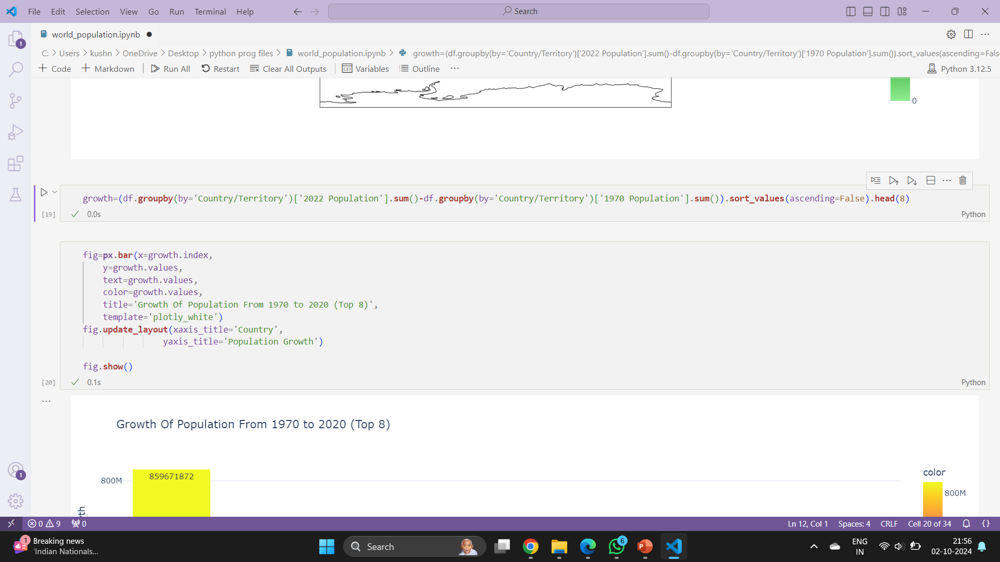 File Edit Selection View Go Run Terminal Help
Search
world_population.ipynb
1
C: > Users > kushn > OneDrive > Desktop > python prog files > world_population.ipynb > growth=(df.groupby(by='Country/Territory')['2022 Population'].sum()-df.groupby(by='Country/Territory')['1970 Population'].sum()).sort_values(ascending=False
+ Code + Markdown Run All Restart Clear All Outputs Variables Outline ...
Python 3.12.5
0
growth=(df.groupby(by='Country/Territory')['2022 Population'].sum()-df.groupby(by='Country/Territory')['1970 Population'].sum()).sort_values(ascending=False).head(8)
[19] 0.0s Python
fig=px.bar(x=growth.index,
y=growth.values,
text=growth.values,
color=growth.values,
title='Growth Of Population From 1970 to 2020 (Top 8)',
template='plotly_white')
fig.update_layout(xaxis_title='Country',
yaxis_title='Population Growth')
fig.show()
[20] 0.1s Python
...
Growth Of Population From 1970 to 2020 (Top 8)
859671872
800M
color
800M
1
0 9 0
Ln 12, Col 1 Spaces: 4 CRLF Cell 20 of 34 {}
1
Breaking news
'Indian Nationals...
Search
6
ENG
IN
21:56
02-10-2024